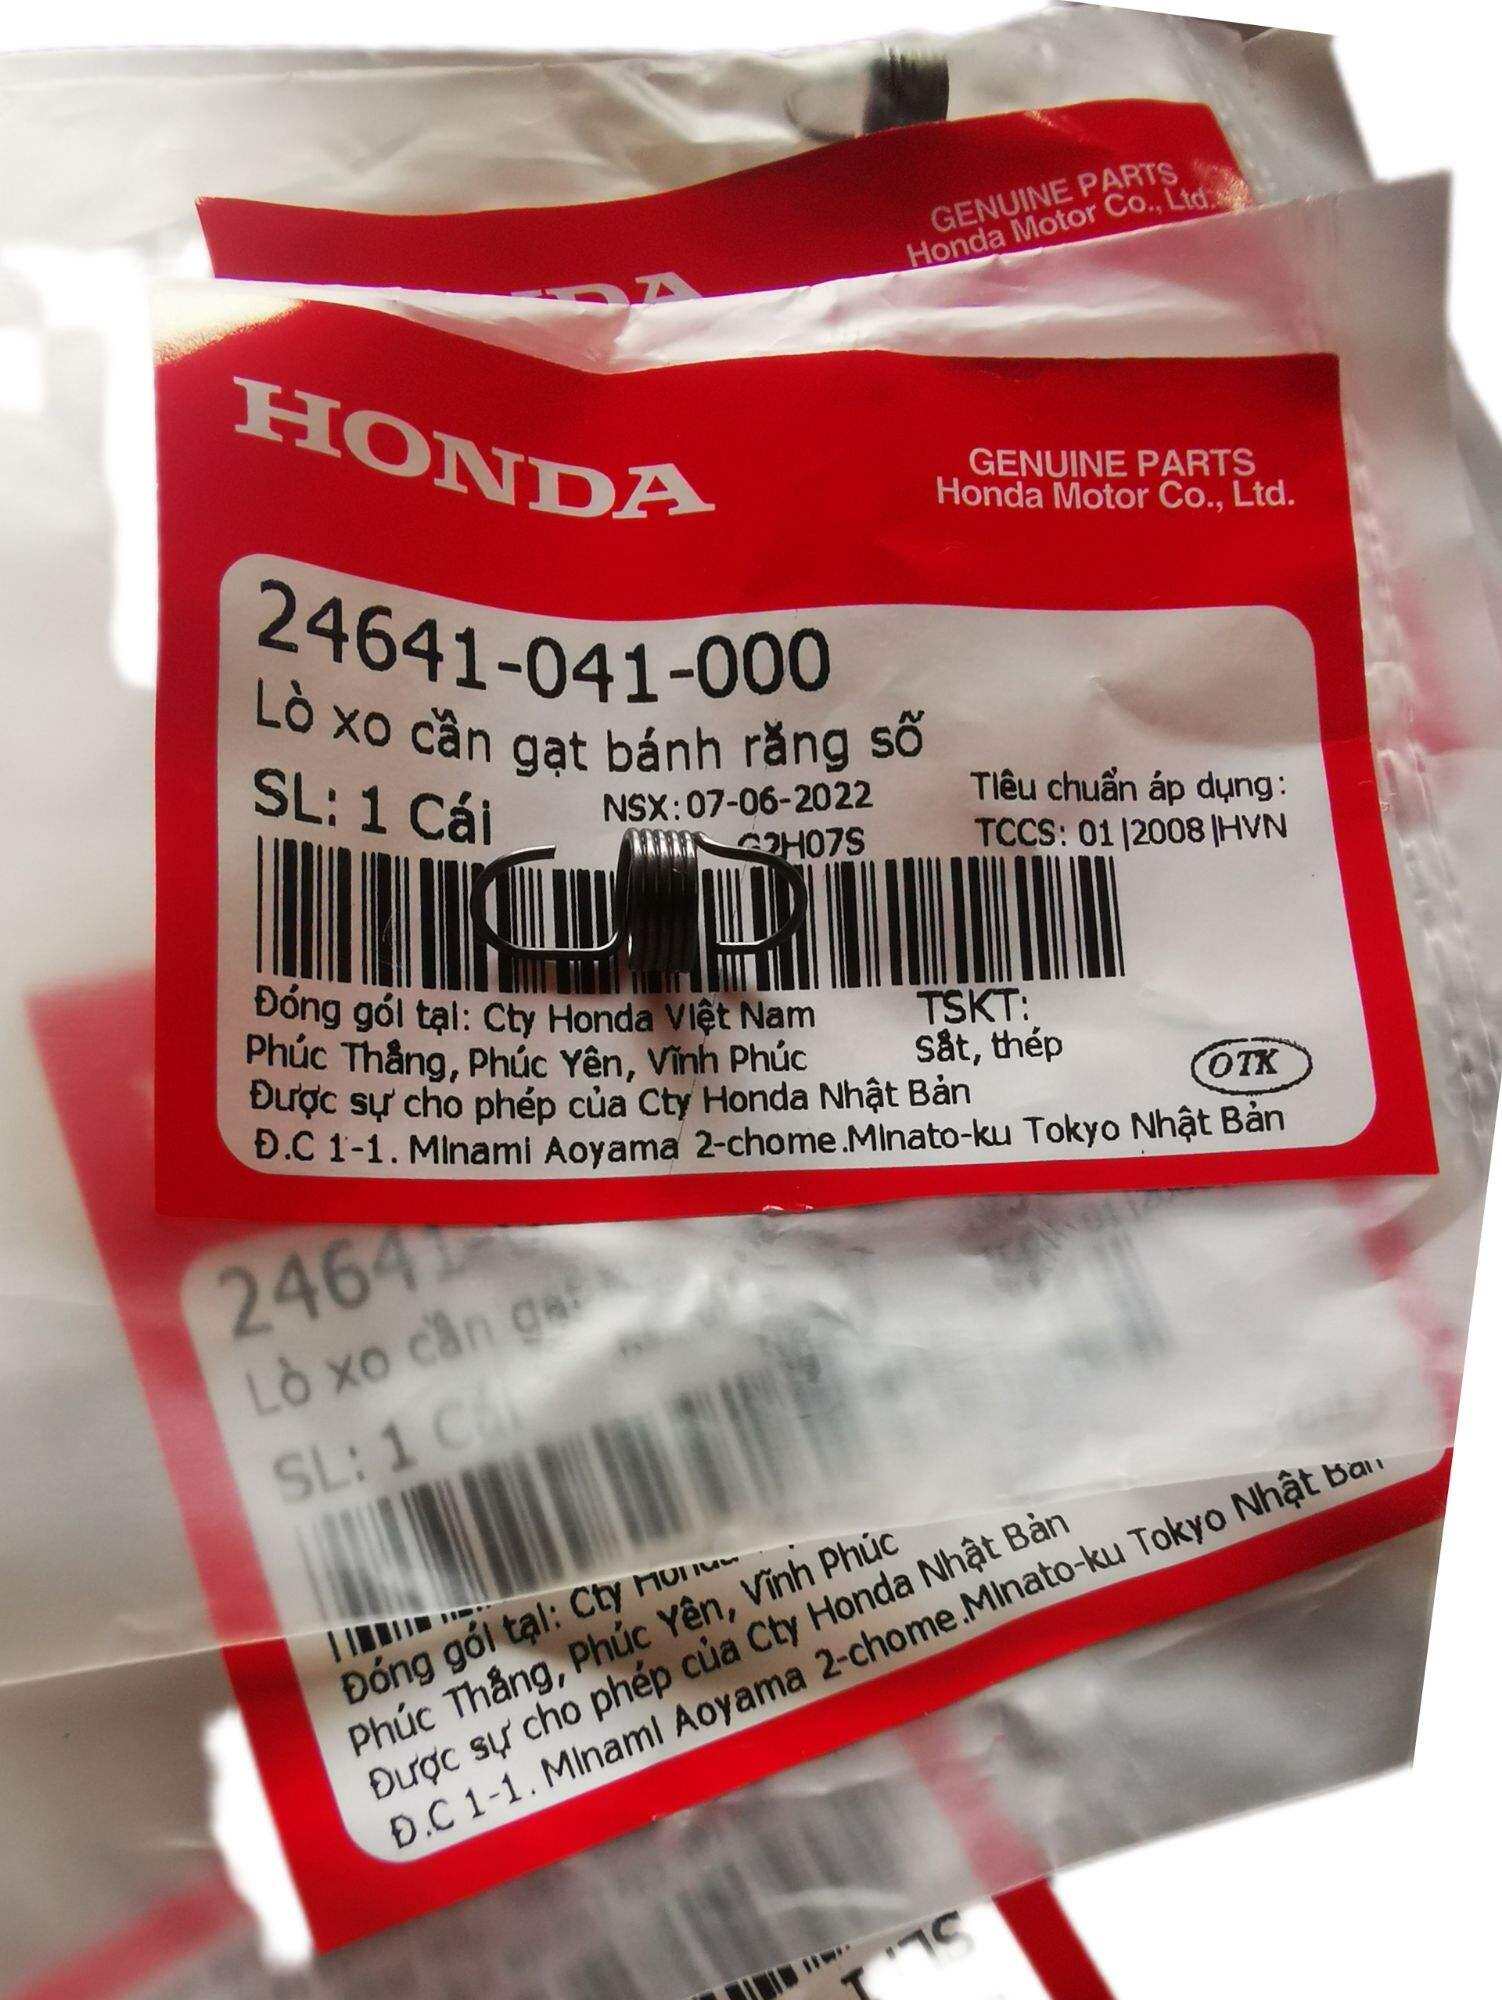 GENUINE PARTS
Honda Motor Co., Ltd.
HONDA
GENUINE PARTS
Honda Motor Co., Ltd.
24641-041-000
Lò xo cần gạt bánh răng số
SL: 1 Cái
NSX: 07-06-2022
Tiêu chuẩn áp dụng:
G2H07S
TCCS: 01|2008|HVN
Đóng gói tại: Cty Honda Việt Nam
TSKT:
Phúc Thắng, Phúc Yên, Vĩnh Phúc
Sắt, thép
OTK
Được sự cho phép của Cty Honda Nhật Bản
Đ.C 1-1. Minami Aoyama 2-chome.Minato-ku Tokyo Nhật Bản
24641
Lò xo cần gạt
SL: 1 Cái
Đóng gói tại: Cty Honda
Phúc Thắng, Phúc Yên, Vĩnh Phúc
Được sự cho phép của Cty Honda Nhật Bản
Đ.C 1-1. Minami Aoyama 2-chome.Minato-ku Tokyo Nhật Bản